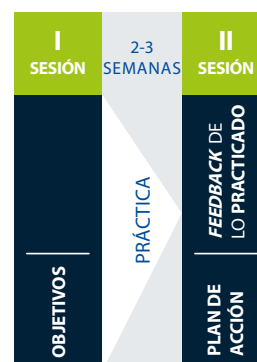 I
SESIÓN
2-3
SEMANAS
II
SESIÓN
OBJETIVOS
PRÁCTICA
FEEDBACK DE
LO PRACTICADO
PLAN DE
ACCIÓN